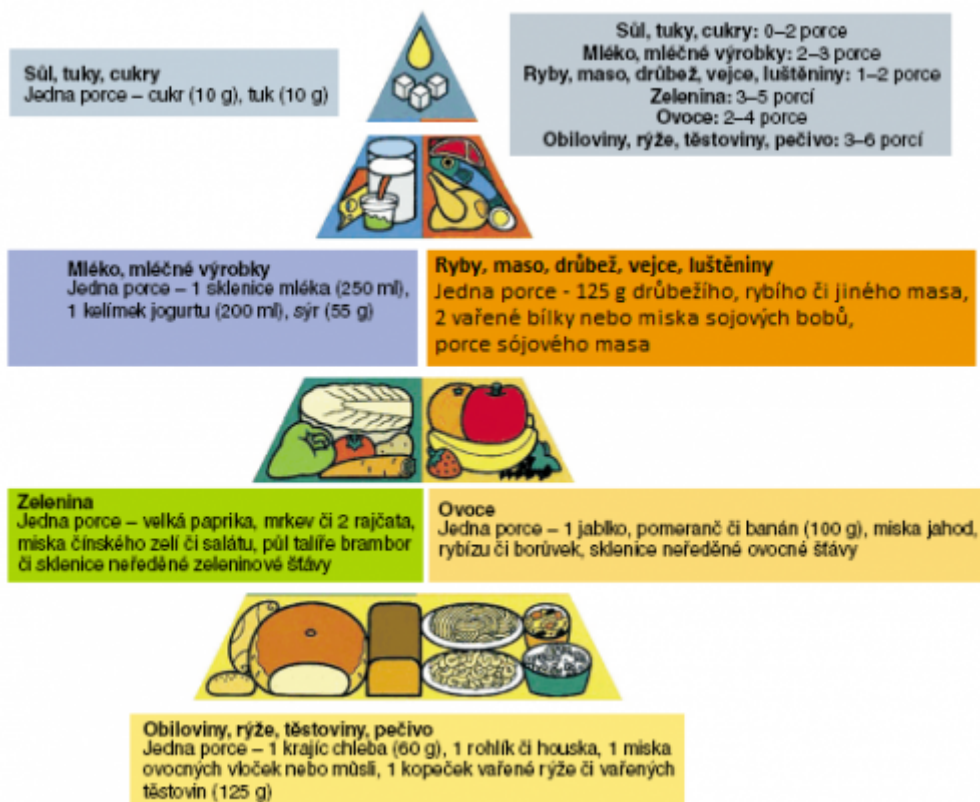 Sůl, tuky, cukry
Jedna porce – cukr (10 g), tuk (10 g)
Sůl, tuky, cukry: 0–2 porce
Mléko, mléčné výrobky: 2–3 porce
Ryby, maso, drůbež, vejce, luštěniny: 1–2 porce
Zelenina: 3–5 porcí
Ovoce: 2–4 porce
Obiloviny, rýže, těstoviny, pečivo: 3–6 porcí
Mléko, mléčné výrobky
Jedna porce – 1 sklenice mléka (250 ml),
1 kelímek jogurtu (200 ml), sýr (55 g)
Ryby, maso, drůbež, vejce, luštěniny
Jedna porce - 125 g drůbežího, rybího či jiného masa,
2 vařené bílky nebo miska sojových bobů,
porce sójového masa
Zelenina
Jedna porce – velká paprika, mrkev či 2 rajčata,
miska čínského zelí či salátu, půl talíře brambor
či sklenice neředěné zeleninové šťávy
Ovoce
Jedna porce – 1 jablko, pomeranč či banán (100 g), miska jahod,
rybízu či borůvek, sklenice neředěné ovocné šťávy
Obiloviny, rýže, těstoviny, pečivo
Jedna porce – 1 krajíc chleba (60 g), 1 rohlík či houska, 1 miska
ovocných vloček nebo műsli, 1 kopeček vařené rýže či vařených
těstovin (125 g)